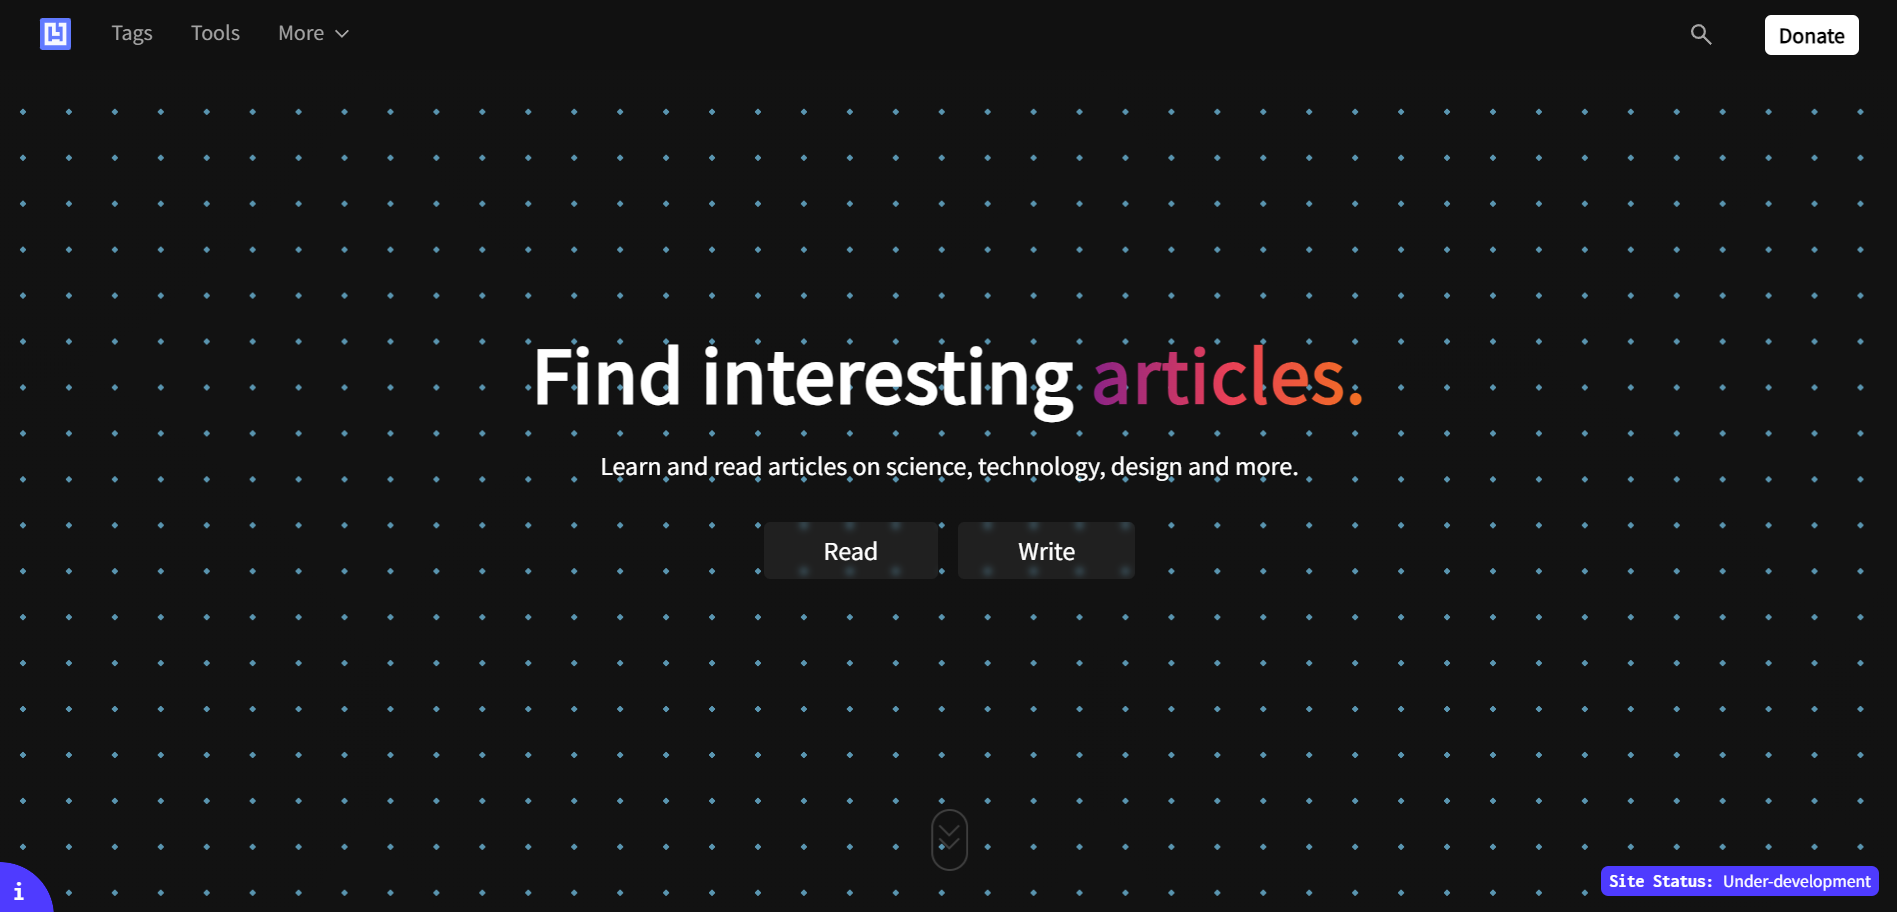 Tags Tools More Donate
Find interesting articles.
Learn and read articles on science, technology, design and more.
Read Write
i
Site Status: Under-development